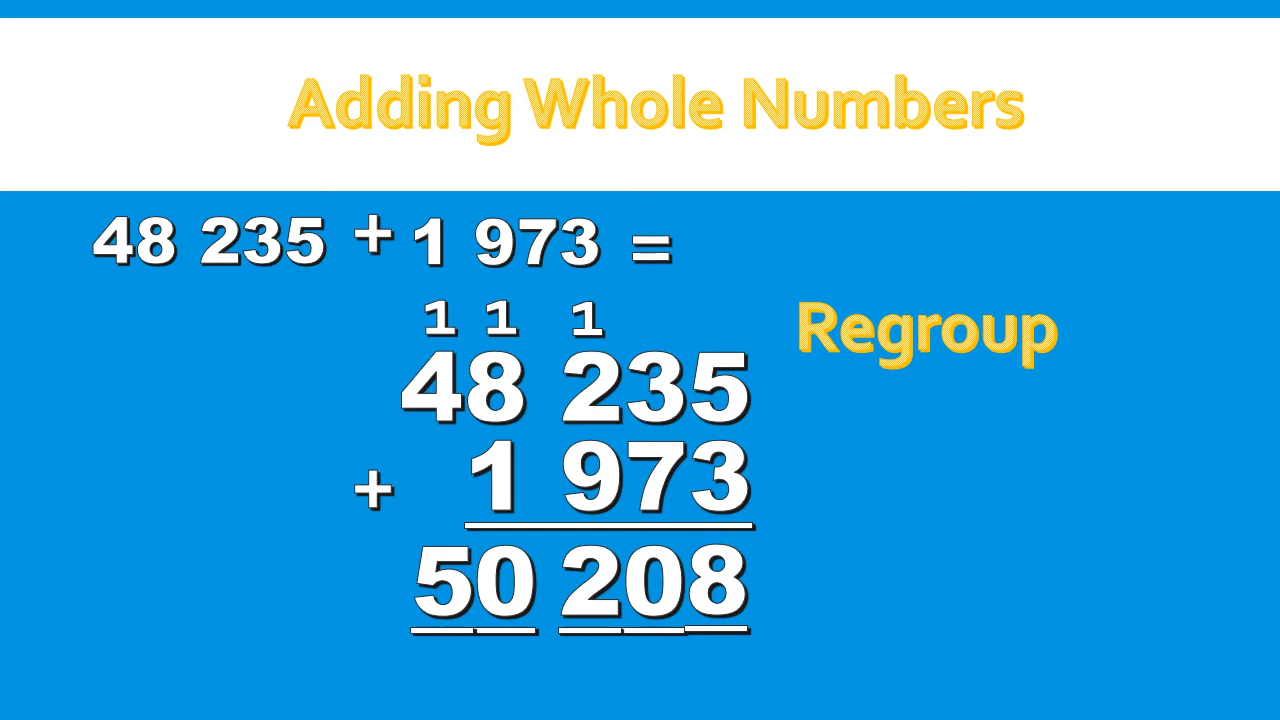 Adding Whole Numbers
48 235 + 1 973 =
1 1 1
Regroup
48 235
+ 1 973
50 208